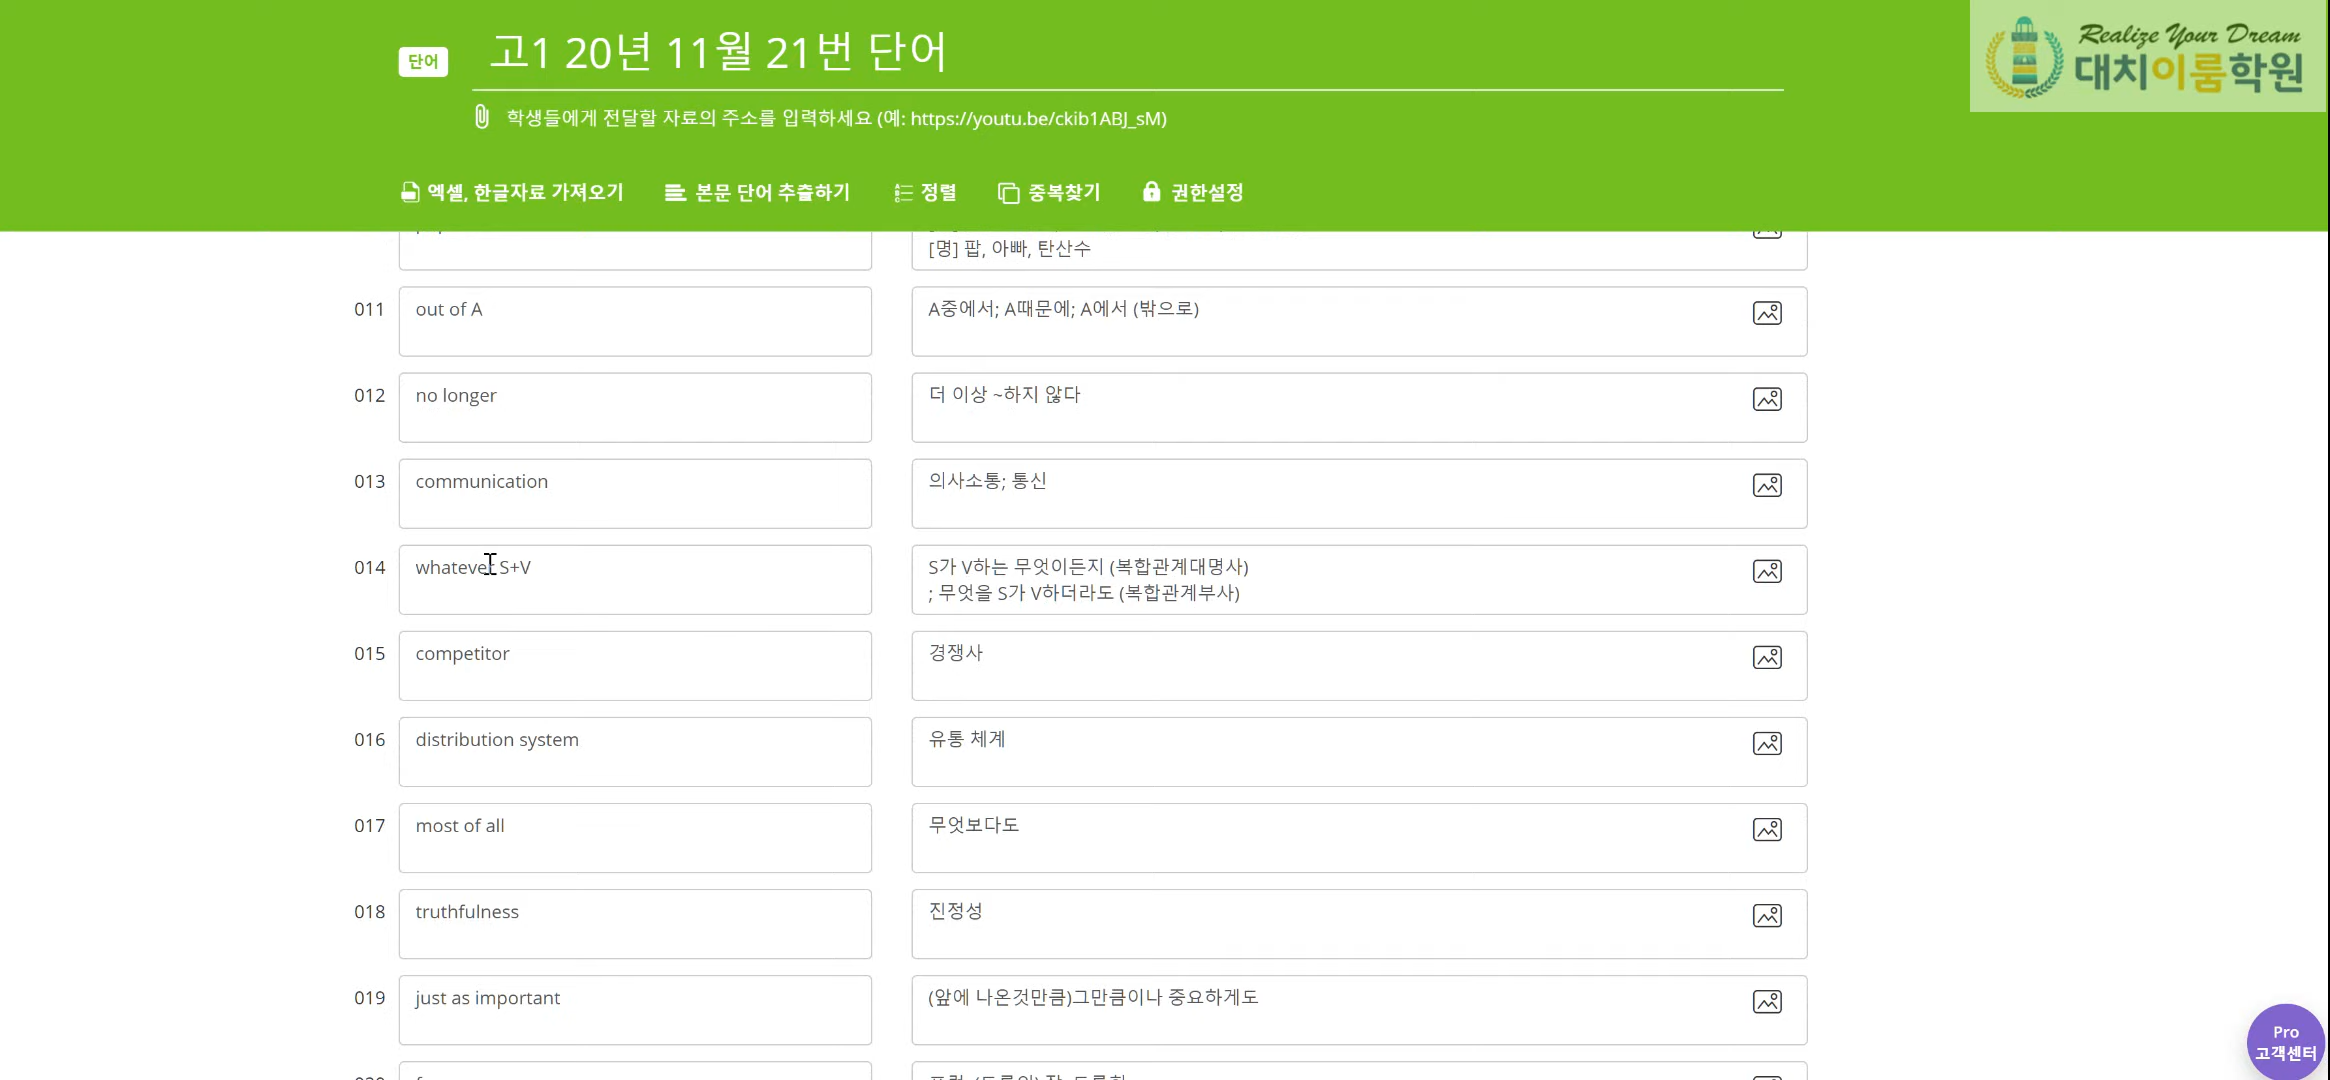 단어
고1 20년 11월 21번 단어
Realize Your Dream
대치이룸학원
학생들에게 전달할 자료의 주소를 입력하세요 (예: https://youtu.be/ckib1ABJ_sM)
엑셀, 한글자료 가져오기 본문 단어 추출하기 정렬 중복찾기 권한설정
[명] 팝, 아빠, 탄산수
011 out of A A중에서; A때문에; A에서 (밖으로)
012 no longer 더 이상 ~하지 않다
013 communication 의사소통; 통신
014 whatever S+V S가 V하는 무엇이든지 (복합관계대명사)
; 무엇을 S가 V하더라도 (복합관계부사)
015 competitor 경쟁사
016 distribution system 유통 체계
017 most of all 무엇보다도
018 truthfulness 진정성
019 just as important (앞에 나온것만큼)그만큼이나 중요하게도
Pro
고객센터